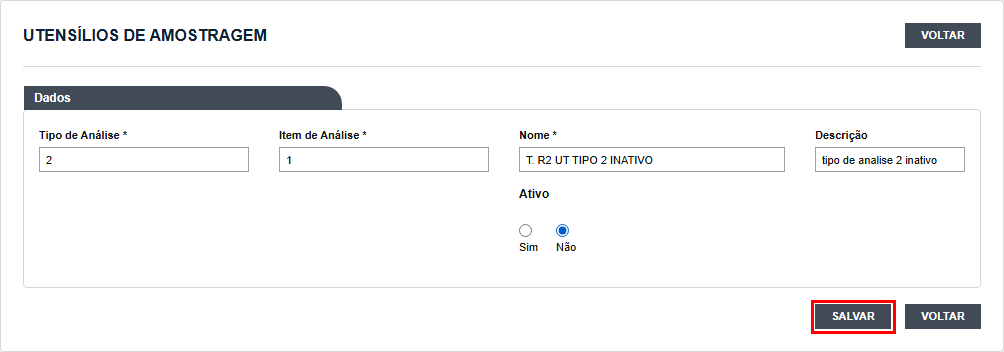 UTENSÍLIOS DE AMOSTRAGEM
VOLTAR
Dados
Tipo de Análise * Item de Análise * Nome * Descrição
2 1 T. R2 UT TIPO 2 INATIVO tipo de analise 2 inativo
Ativo
Sim Não
SALVAR VOLTAR